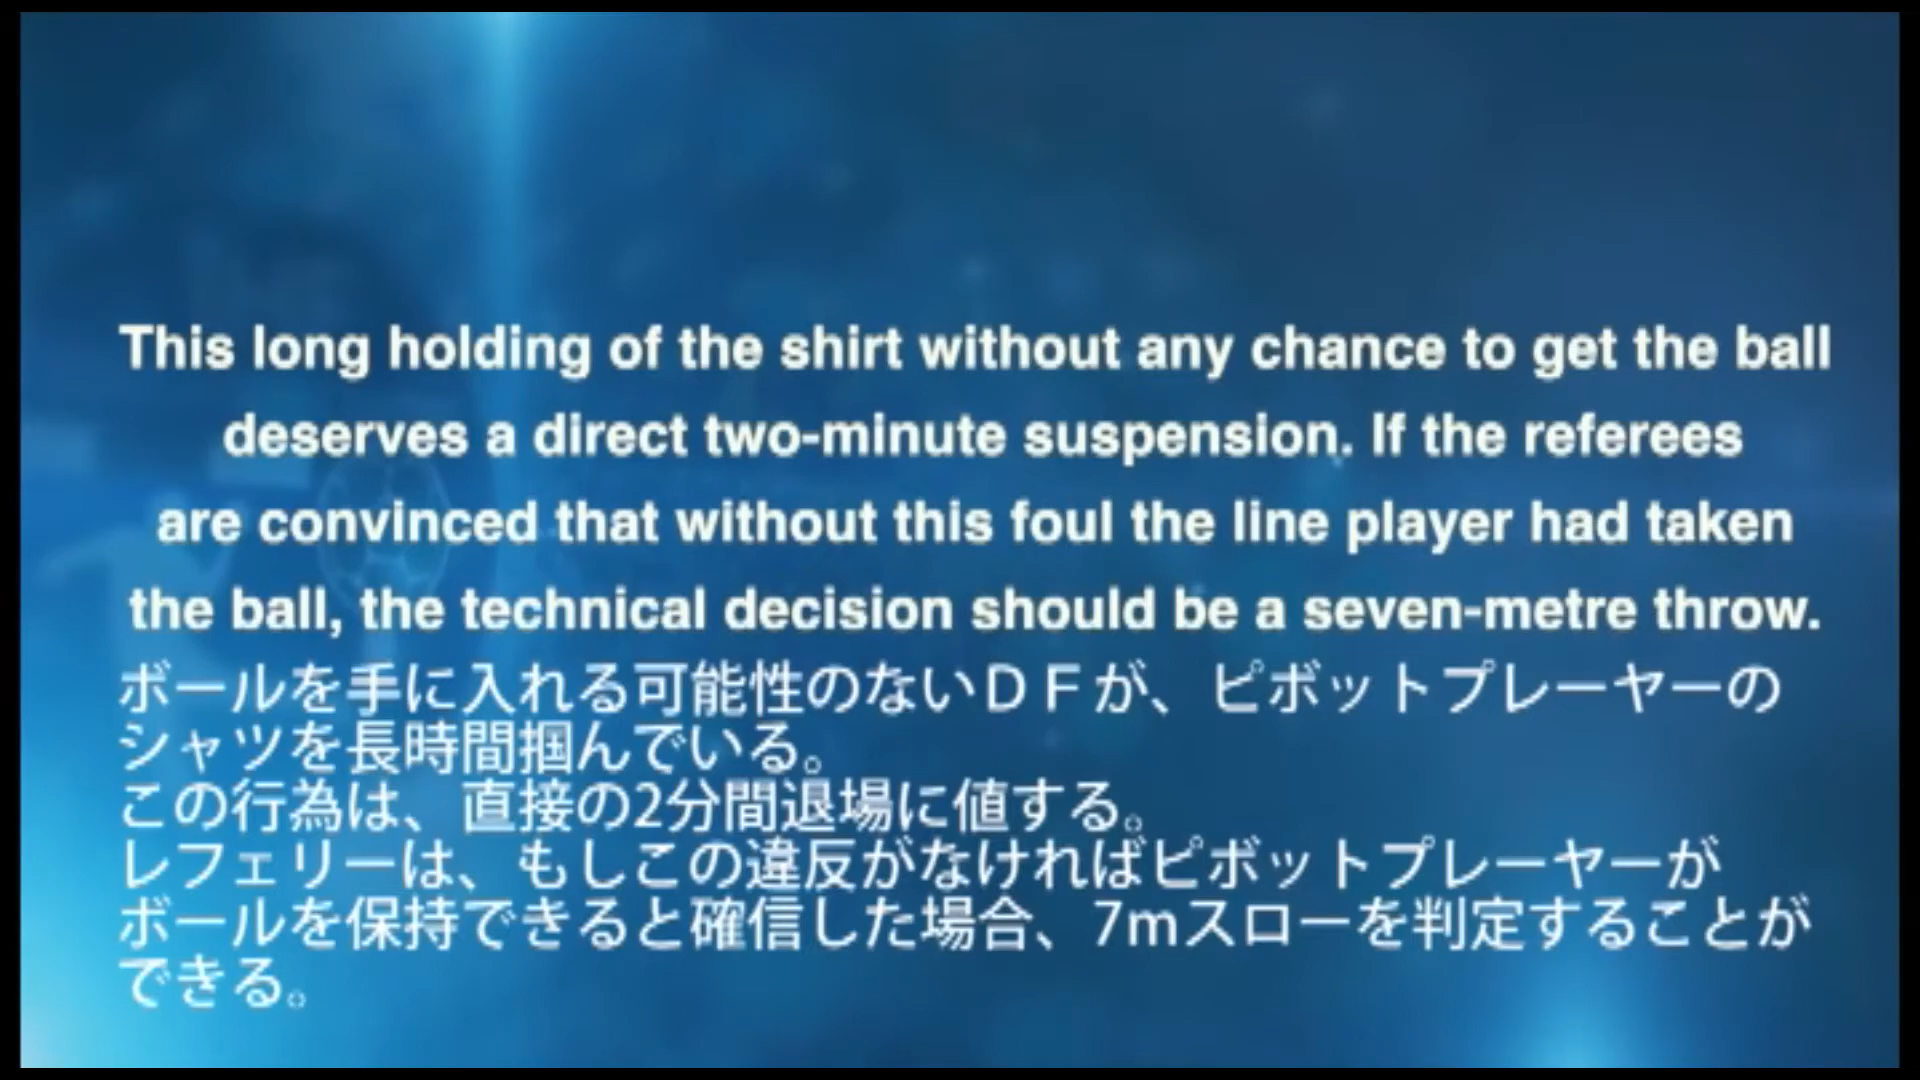 This long holding of the shirt without any chance to get the ball
deserves a direct two-minute suspension. If the referees
are convinced that without this foul the line player had taken
the ball, the technical decision should be a seven-metre throw.
ボールを手に入れる可能性のないＤＦが、ピボットプレーヤーの
シャツを長時間掴んでいる。
この行為は、直接の2分間退場に値する。
レフェリーは、もしこの違反がなければピボットプレーヤーが
ボールを保持できると確信した場合、7mスローを判定することが
できる。